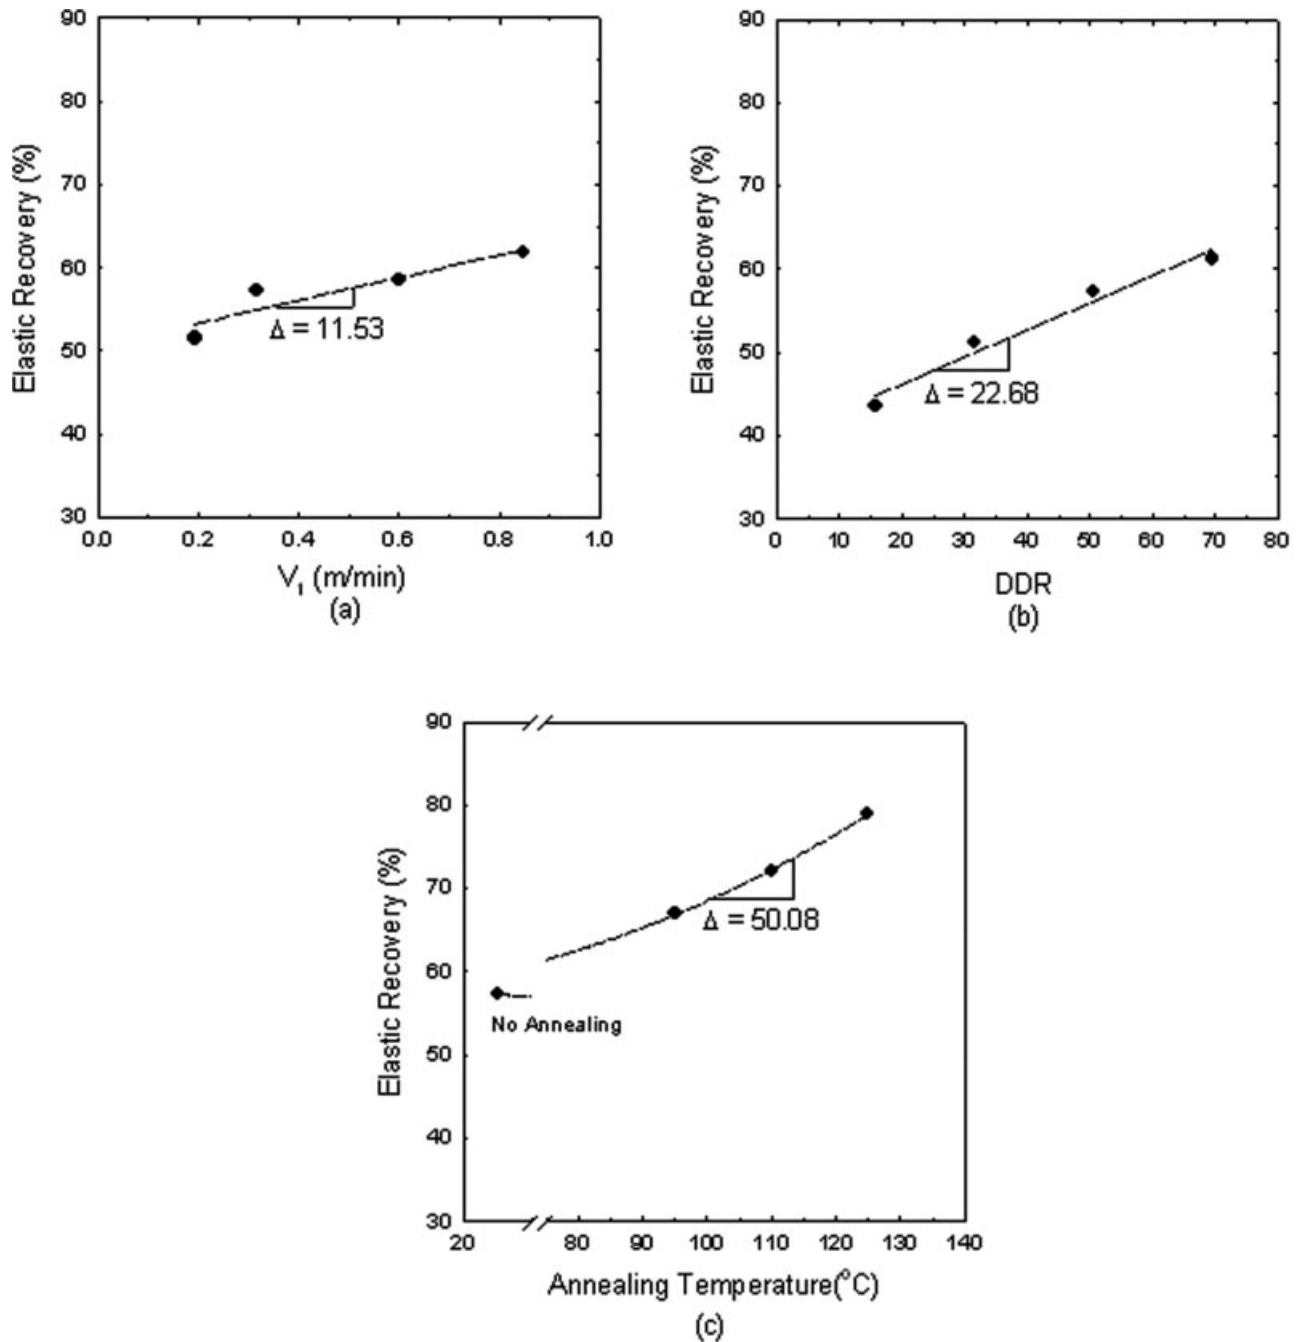 90
80
70
60
50
40
30
Elastic Recovery (%)
Δ = 11.53
0.0 0.2 0.4 0.6 0.8 1.0
V₁ (m/min)
(a)
90
80
70
60
50
40
30
Elastic Recovery (%)
Δ = 22.68
0 10 20 30 40 50 60 70 80
DDR
(b)
90
80
70
60
50
40
30
Elastic Recovery (%)
Δ = 50.08
No Annealing
20 80 90 100 110 120 130 140
Annealing Temperature(°C)
(c)